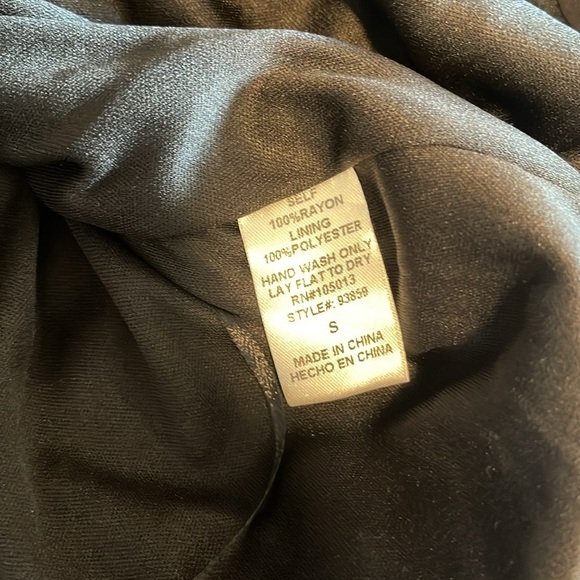 SELF
100%RAYON
LINING
100%POLYESTER
HAND WASH ONLY
LAY FLAT TO DRY
RN#105013
STYLE#: 93859
S
MADE IN CHINA
HECHO EN CHINA